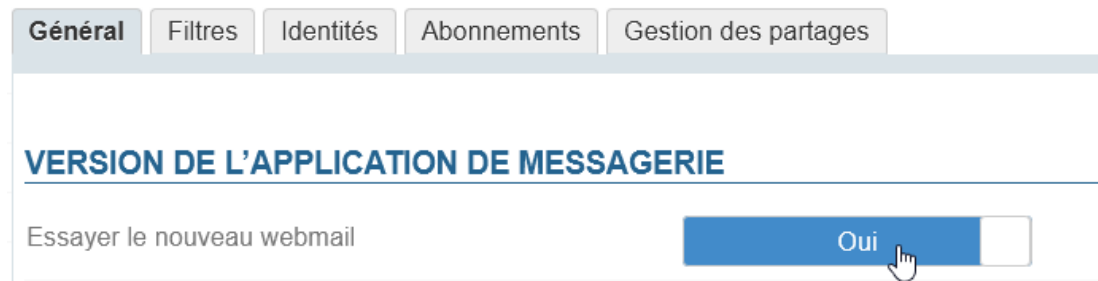 Général Filtres Identités Abonnements Gestion des partages
VERSION DE L'APPLICATION DE MESSAGERIE
Essayer le nouveau webmail Oui